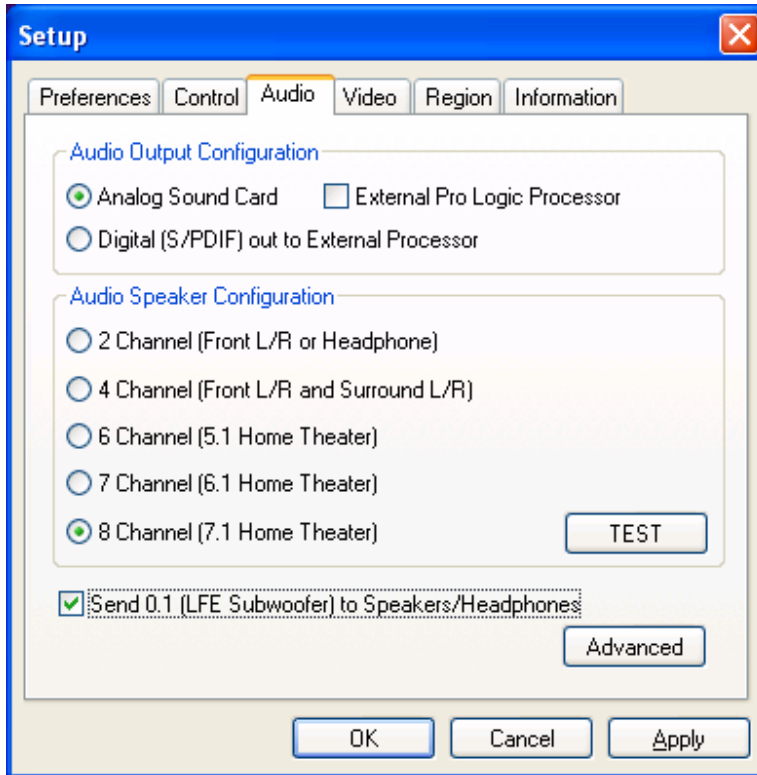 Setup
Preferences Control Audio Video Region Information
Audio Output Configuration
Analog Sound Card External Pro Logic Processor
Digital (S/PDIF) out to External Processor
Audio Speaker Configuration
2 Channel (Front L/R or Headphone)
4 Channel (Front L/R and Surround L/R)
6 Channel (5.1 Home Theater)
7 Channel (6.1 Home Theater)
8 Channel (7.1 Home Theater) TEST
Send 0.1 (LFE Subwoofer) to Speakers/Headphones
Advanced
OK Cancel Apply